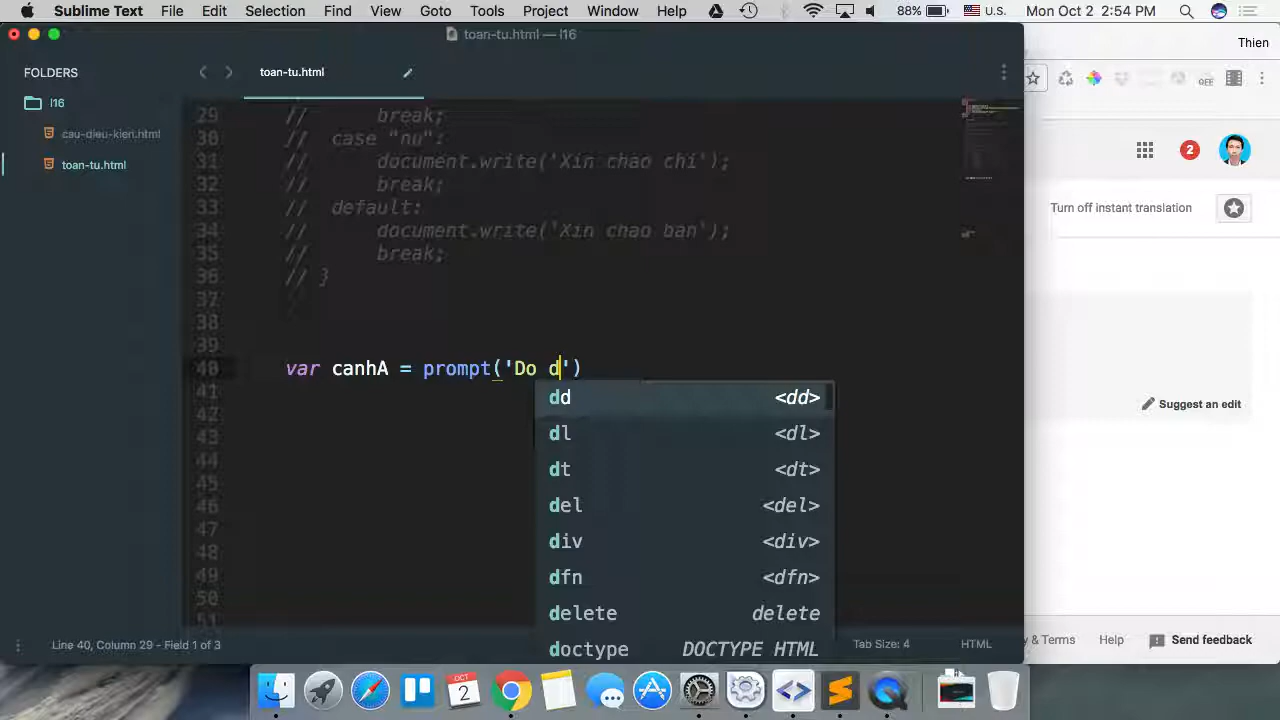 Sublime Text File Edit Selection Find View Goto Tools Project Window Help 88% U.S. Mon Oct 2 2:54 PM
toan-tu.html — l16
Thien
FOLDERS
l16
cau-dieu-kien.html
toan-tu.html
toan-tu.html
29 // break;
30 // case "nu":
31 // document.write('Xin chao chi');
32 // break;
33 // default:
34 // document.write('Xin chao ban');
35 // break;
36 // }
37
38
39
40 var canhA = prompt('Do d')
41
42
43
44
45
46
47
48
49
50
51
dd <dd>
dl <dl>
dt <dt>
del <del>
div <div>
dfn <dfn>
delete delete
doctype DOCTYPE HTML
Line 40, Column 29 - Field 1 of 3
Tab Size: 4
HTML
2
Turn off instant translation
Suggest an edit
y & Terms Help Send feedback
OCT
2